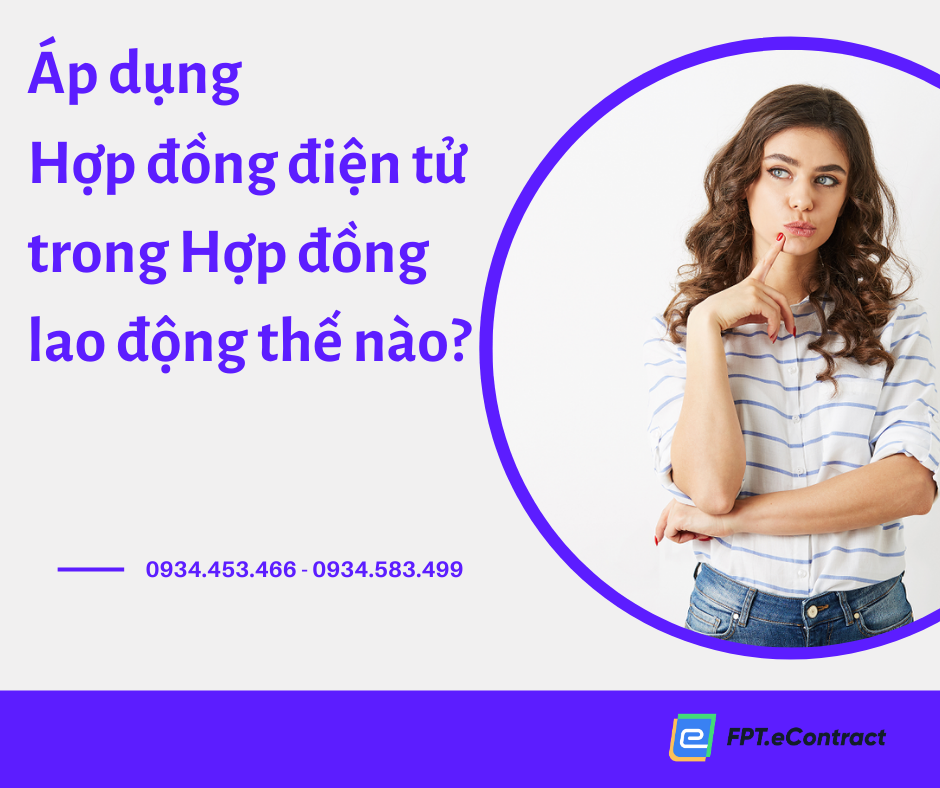 Áp dụng
Hợp đồng điện tử
trong Hợp đồng
lao động thế nào?
0934.453.466 - 0934.583.499
FPT.eContract